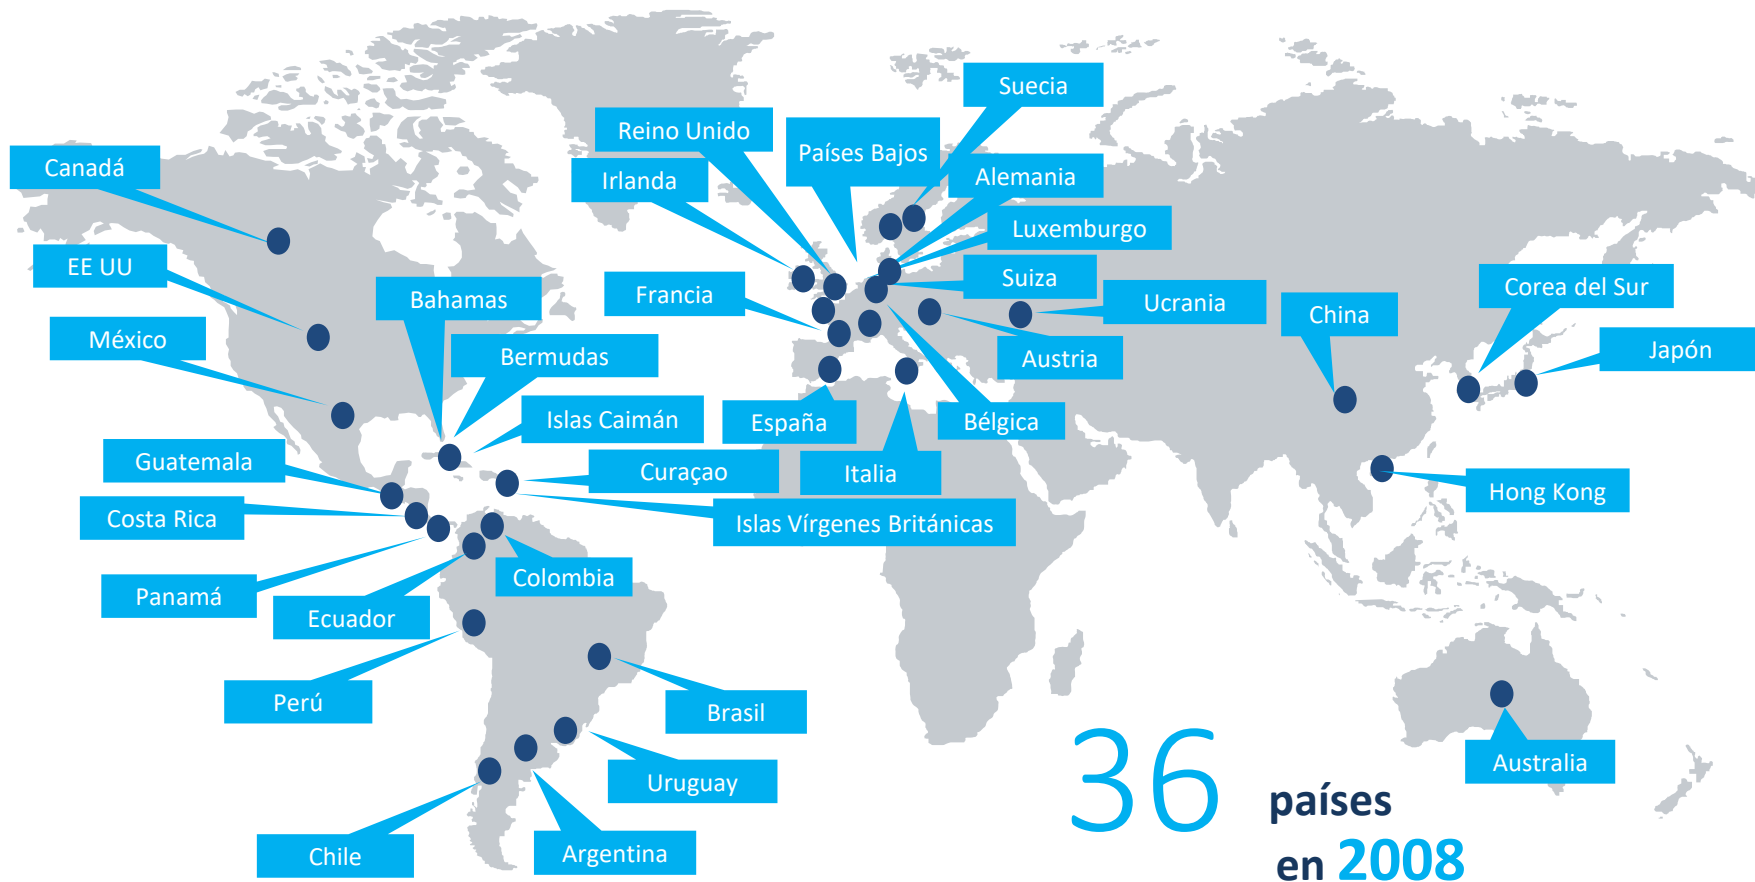 Suecia
Reino Unido
Países Bajos
Canadá
Irlanda
Alemania
Luxemburgo
EE UU
Bahamas
Francia
Suiza
Ucrania
Corea del Sur
China
México
Bermudas
Austria
Japón
Islas Caimán
España
Bélgica
Guatemala
Curaçao
Italia
Hong Kong
Costa Rica
Islas Vírgenes Británicas
Colombia
Panamá
Ecuador
Perú
Brasil
Uruguay
Australia
Chile
Argentina
36 países
en 2008